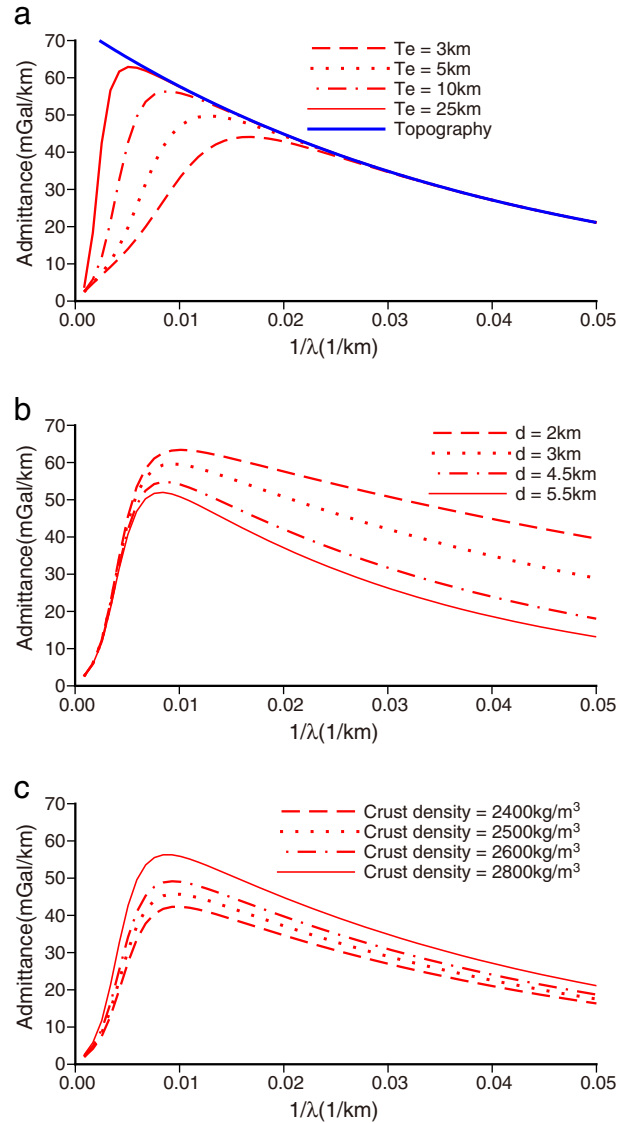 a
70
60
50
40
30
20
10
0
Admittance(mGal/km)
Te = 3km
Te = 5km
Te = 10km
Te = 25km
Topography
0.00 0.01 0.02 0.03 0.04 0.05
1/λ(1/km)
b
70
60
50
40
30
20
10
0
Admittance(mGal/km)
d = 2km
d = 3km
d = 4.5km
d = 5.5km
0.00 0.01 0.02 0.03 0.04 0.05
1/λ(1/km)
c
70
60
50
40
30
20
10
0
Admittance(mGal/km)
Crust density = 2400kg/m³
Crust density = 2500kg/m³
Crust density = 2600kg/m³
Crust density = 2800kg/m³
0.00 0.01 0.02 0.03 0.04 0.05
1/λ(1/km)